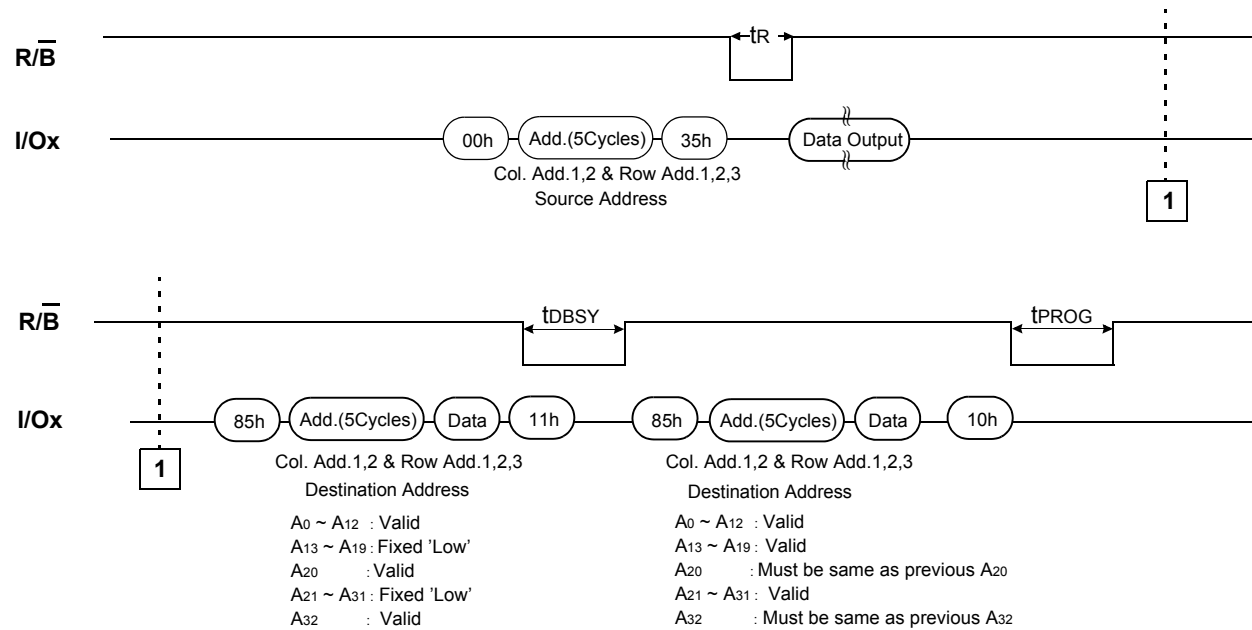 R/B̅
tR
I/Ox
00h Add.(5Cycles) 35h Data Output
Col. Add.1,2 & Row Add.1,2,3
Source Address
1
R/B̅
tDBSY tPROG
I/Ox
85h Add.(5Cycles) Data 11h 85h Add.(5Cycles) Data 10h
1
Col. Add.1,2 & Row Add.1,2,3
Destination Address
A0 ~ A12 : Valid
A13 ~ A19 : Fixed 'Low'
A20 : Valid
A21 ~ A31 : Fixed 'Low'
A32 : Valid
Col. Add.1,2 & Row Add.1,2,3
Destination Address
A0 ~ A12 : Valid
A13 ~ A19 : Valid
A20 : Must be same as previous A20
A21 ~ A31 : Valid
A32 : Must be same as previous A32